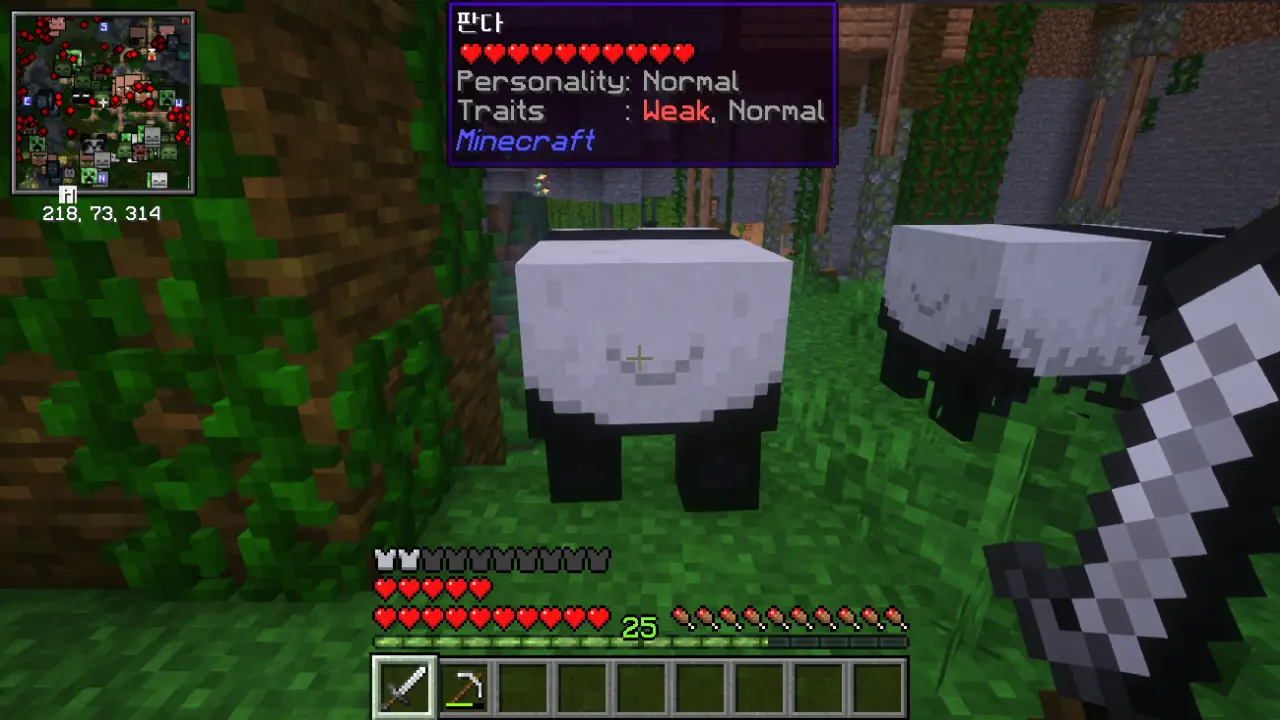 S
E
W
N
218, 73, 314
판다
Personality: Normal
Traits : Weak, Normal
Minecraft
25